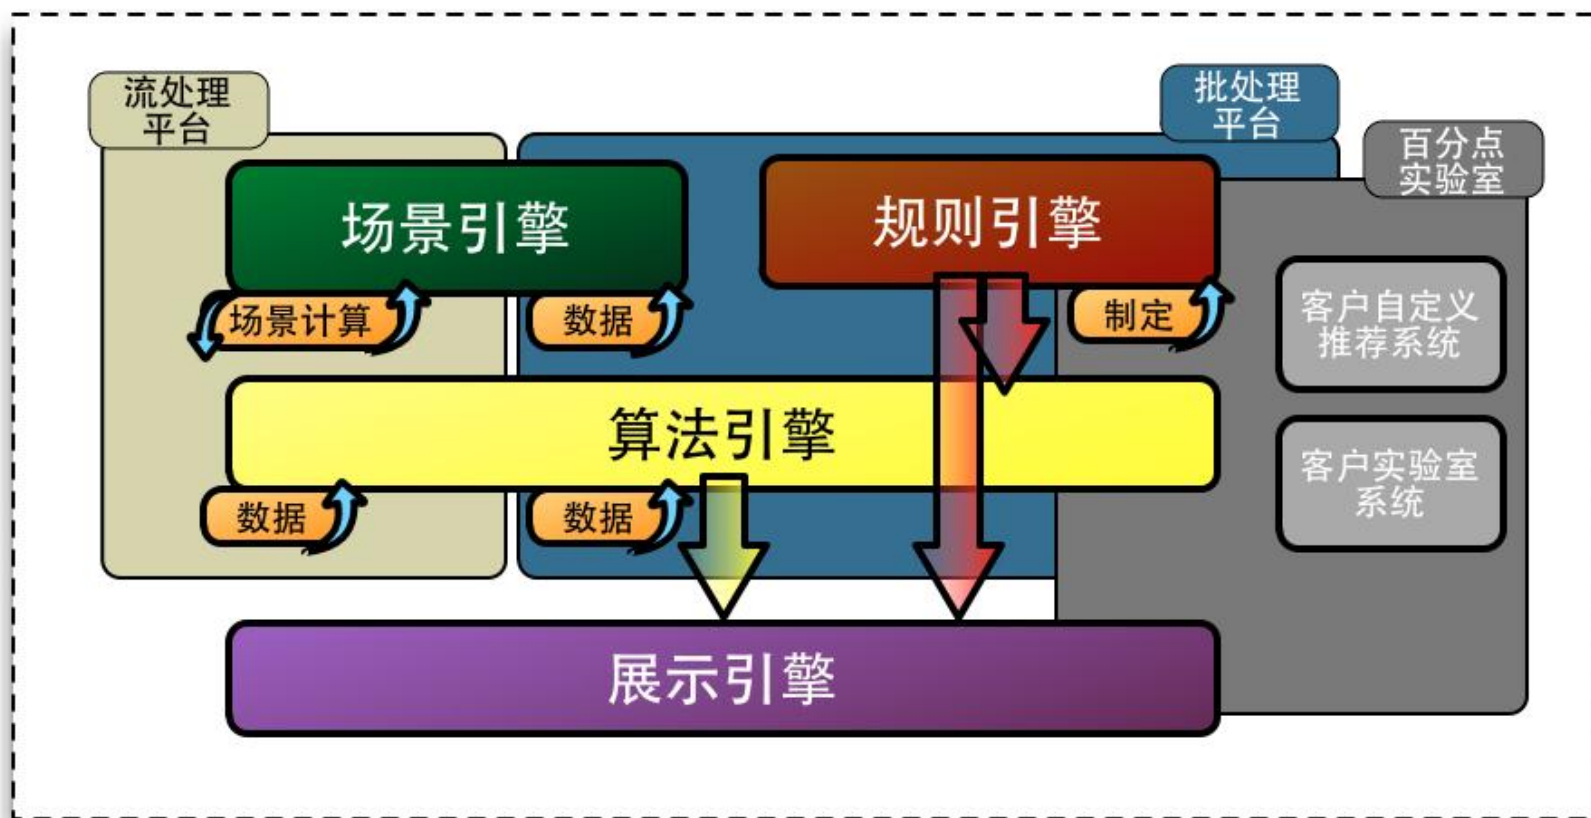 流处理
平台
批处理
平台
百分点
实验室
场景引擎
规则引擎
场景计算
数据
制定
客户自定义
推荐系统
算法引擎
客户实验室
系统
数据
数据
展示引擎